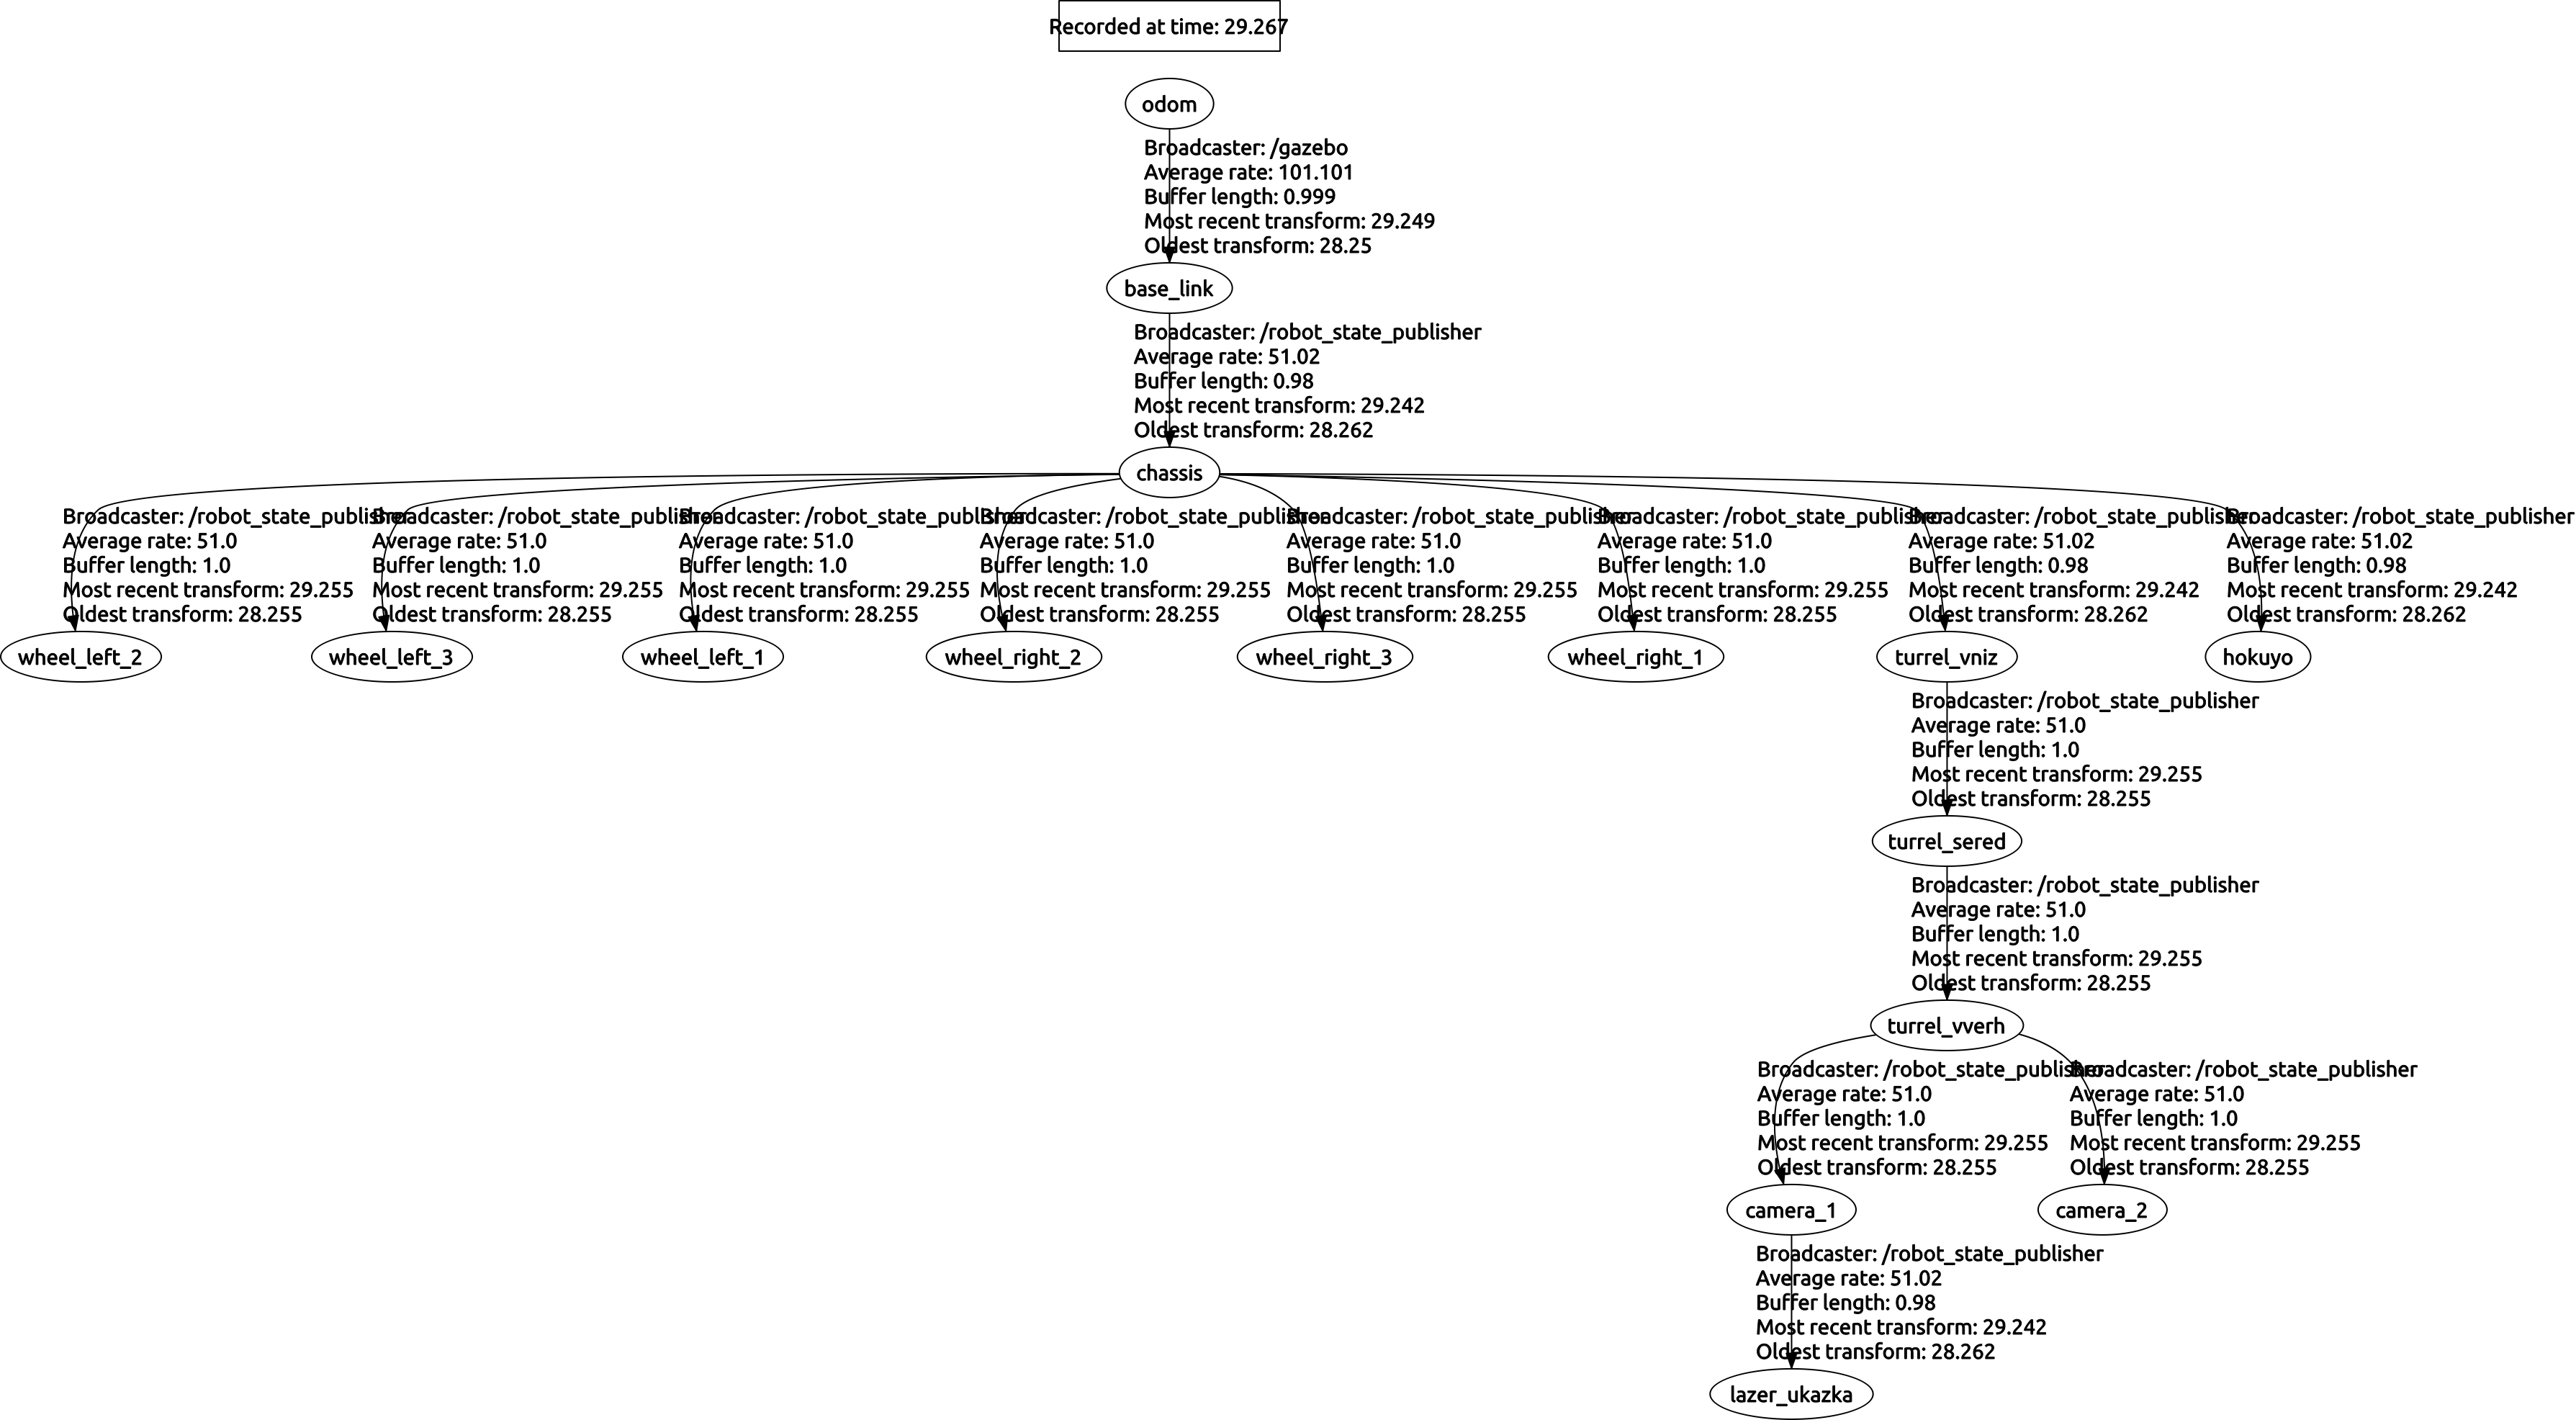 Recorded at time: 29.267
odom
Broadcaster: /gazebo
Average rate: 101.101
Buffer length: 0.999
Most recent transform: 29.249
Oldest transform: 28.25
base_link
Broadcaster: /robot_state_publisher
Average rate: 51.02
Buffer length: 0.98
Most recent transform: 29.242
Oldest transform: 28.262
chassis
Broadcaster: /robot_state_publisher
Average rate: 51.0
Buffer length: 1.0
Most recent transform: 29.255
Oldest transform: 28.255
wheel_left_2
Broadcaster: /robot_state_publisher
Average rate: 51.0
Buffer length: 1.0
Most recent transform: 29.255
Oldest transform: 28.255
wheel_left_3
Broadcaster: /robot_state_publisher
Average rate: 51.0
Buffer length: 1.0
Most recent transform: 29.255
Oldest transform: 28.255
wheel_left_1
Broadcaster: /robot_state_publisher
Average rate: 51.0
Buffer length: 1.0
Most recent transform: 29.255
Oldest transform: 28.255
wheel_right_2
Broadcaster: /robot_state_publisher
Average rate: 51.0
Buffer length: 1.0
Most recent transform: 29.255
Oldest transform: 28.255
wheel_right_3
Broadcaster: /robot_state_publisher
Average rate: 51.0
Buffer length: 1.0
Most recent transform: 29.255
Oldest transform: 28.255
wheel_right_1
Broadcaster: /robot_state_publisher
Average rate: 51.02
Buffer length: 0.98
Most recent transform: 29.242
Oldest transform: 28.262
turrel_vniz
Broadcaster: /robot_state_publisher
Average rate: 51.02
Buffer length: 0.98
Most recent transform: 29.242
Oldest transform: 28.262
hokuyo
Broadcaster: /robot_state_publisher
Average rate: 51.0
Buffer length: 1.0
Most recent transform: 29.255
Oldest transform: 28.255
turrel_sered
Broadcaster: /robot_state_publisher
Average rate: 51.0
Buffer length: 1.0
Most recent transform: 29.255
Oldest transform: 28.255
turrel_vverh
Broadcaster: /robot_state_publisher
Average rate: 51.0
Buffer length: 1.0
Most recent transform: 29.255
Oldest transform: 28.255
camera_1
Broadcaster: /robot_state_publisher
Average rate: 51.0
Buffer length: 1.0
Most recent transform: 29.255
Oldest transform: 28.255
camera_2
Broadcaster: /robot_state_publisher
Average rate: 51.02
Buffer length: 0.98
Most recent transform: 29.242
Oldest transform: 28.262
lazer_ukazka